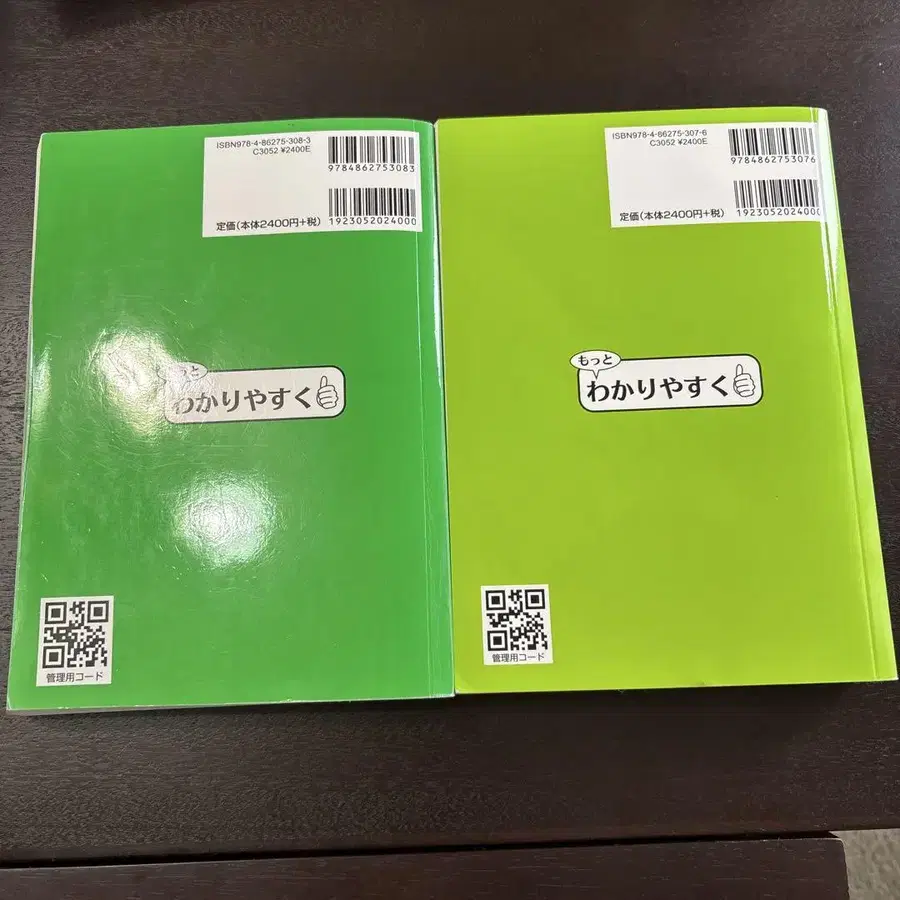 ISBN978-4-86275-308-3
C3052 ¥2400E
9784862753083
1923052024000
定価(本体2400円+税)
っと
わかりやすく
管理用コード
ISBN978-4-86275-307-6
C3052 ¥2400E
9784862753076
1923052024000
定価(本体2400円+税)
もっと
わかりやすく
管理用コード